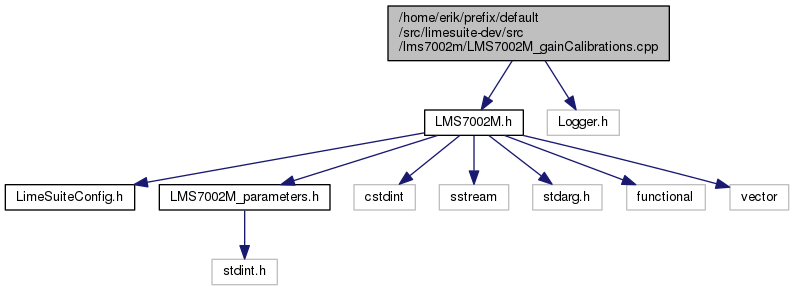 /home/erik/prefix/default
/src/limesuite-dev/src
/lms7002m/LMS7002M_gainCalibrations.cpp
LMS7002M.h
Logger.h
LimeSuiteConfig.h
LMS7002M_parameters.h
cstdint
sstream
stdarg.h
functional
vector
stdint.h